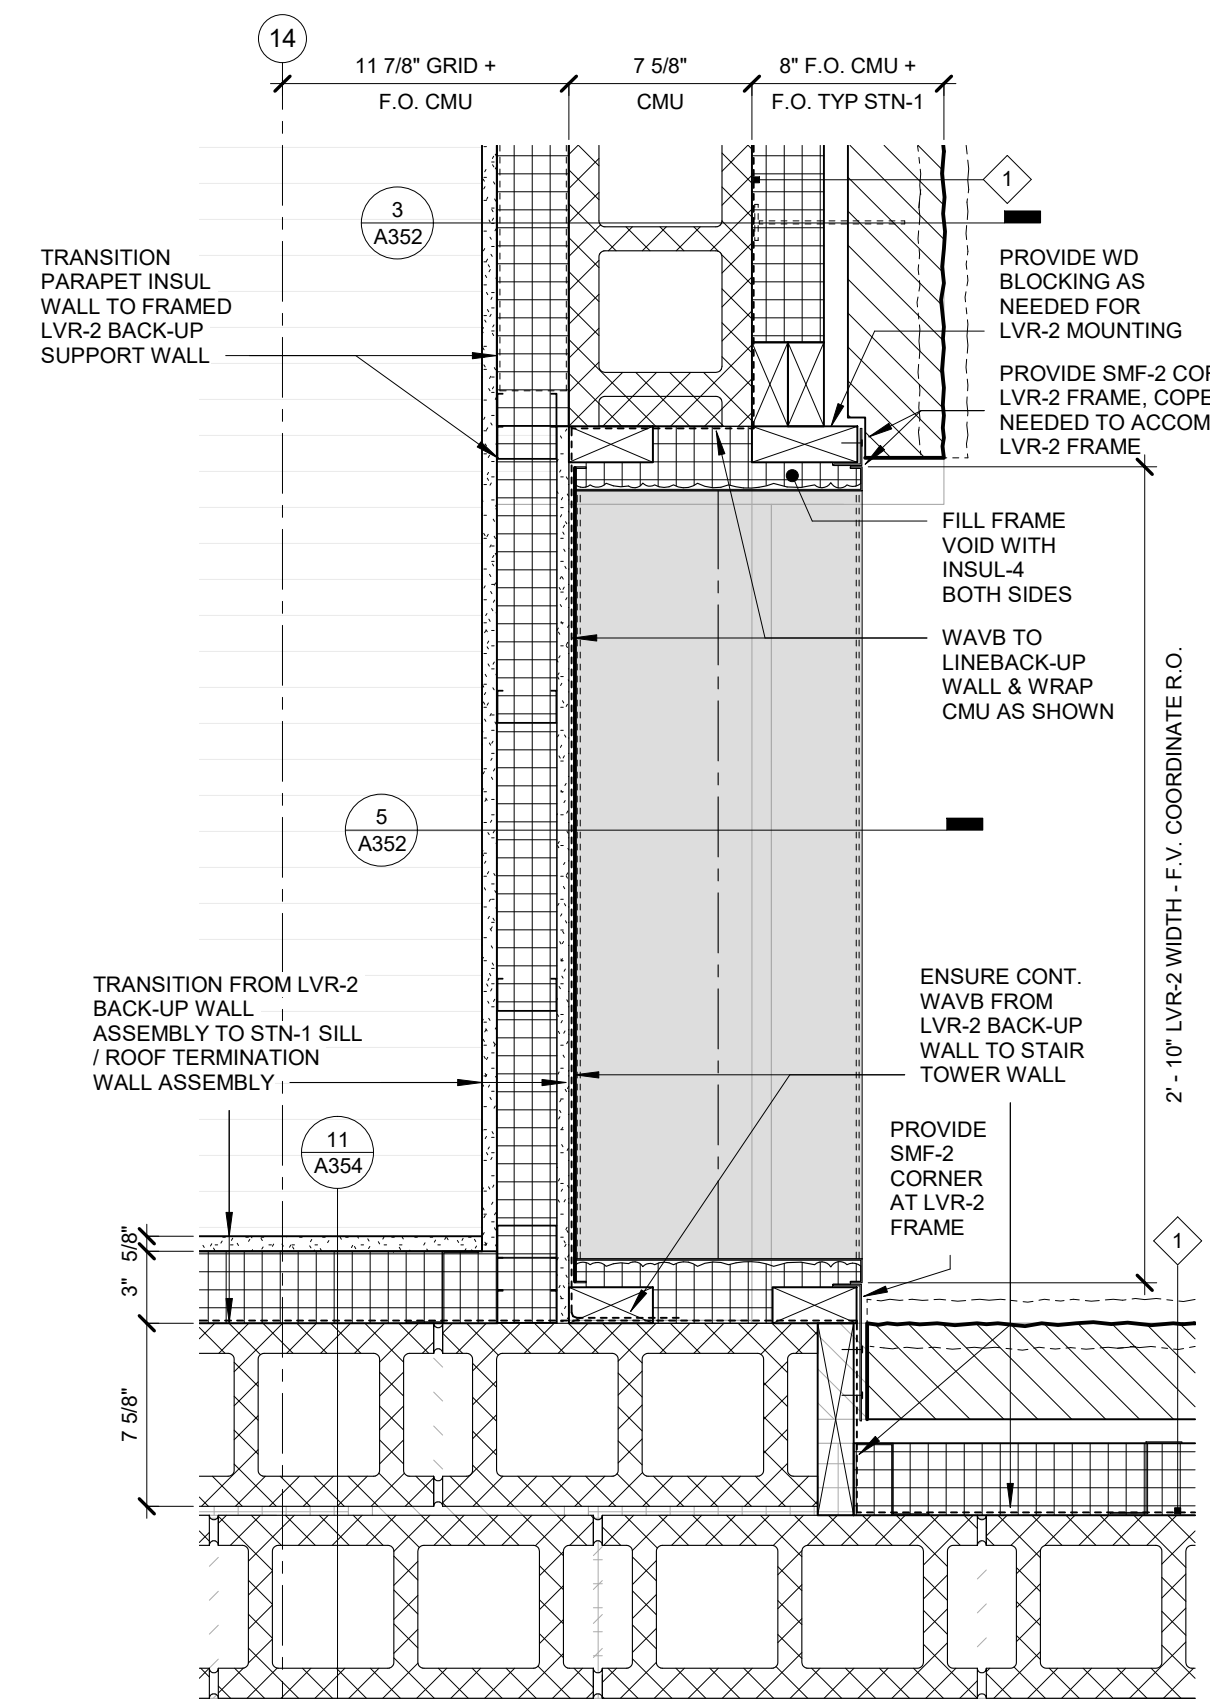 14
11 7/8" GRID +
F.O. CMU
7 5/8"
CMU
8" F.O. CMU +
F.O. TYP STN-1
1
3
A352
TRANSITION
PARAPET INSUL
WALL TO FRAMED
LVR-2 BACK-UP
SUPPORT WALL
PROVIDE WD
BLOCKING AS
NEEDED FOR
LVR-2 MOUNTING
PROVIDE SMF-2
LVR-2 FRAME, COPE
NEEDED TO
LVR-2 FRAME
FILL FRAME
VOID WITH
INSUL-4
BOTH SIDES
WAVB TO
LINEBACK-UP
WALL & WRAP
CMU AS SHOWN
2' - 10" LVR-2 WIDTH - F.V. COORDINATE R.O.
5
A352
TRANSITION FROM LVR-2
BACK-UP WALL
ASSEMBLY TO STN-1 SILL
/ ROOF TERMINATION
WALL ASSEMBLY
ENSURE CONT.
WAVB FROM
LVR-2 BACK-UP
WALL TO STAIR
TOWER WALL
11
A354
PROVIDE
SMF-2
CORNER
AT LVR-2
FRAME
1
5/8"
3"
7 5/8"